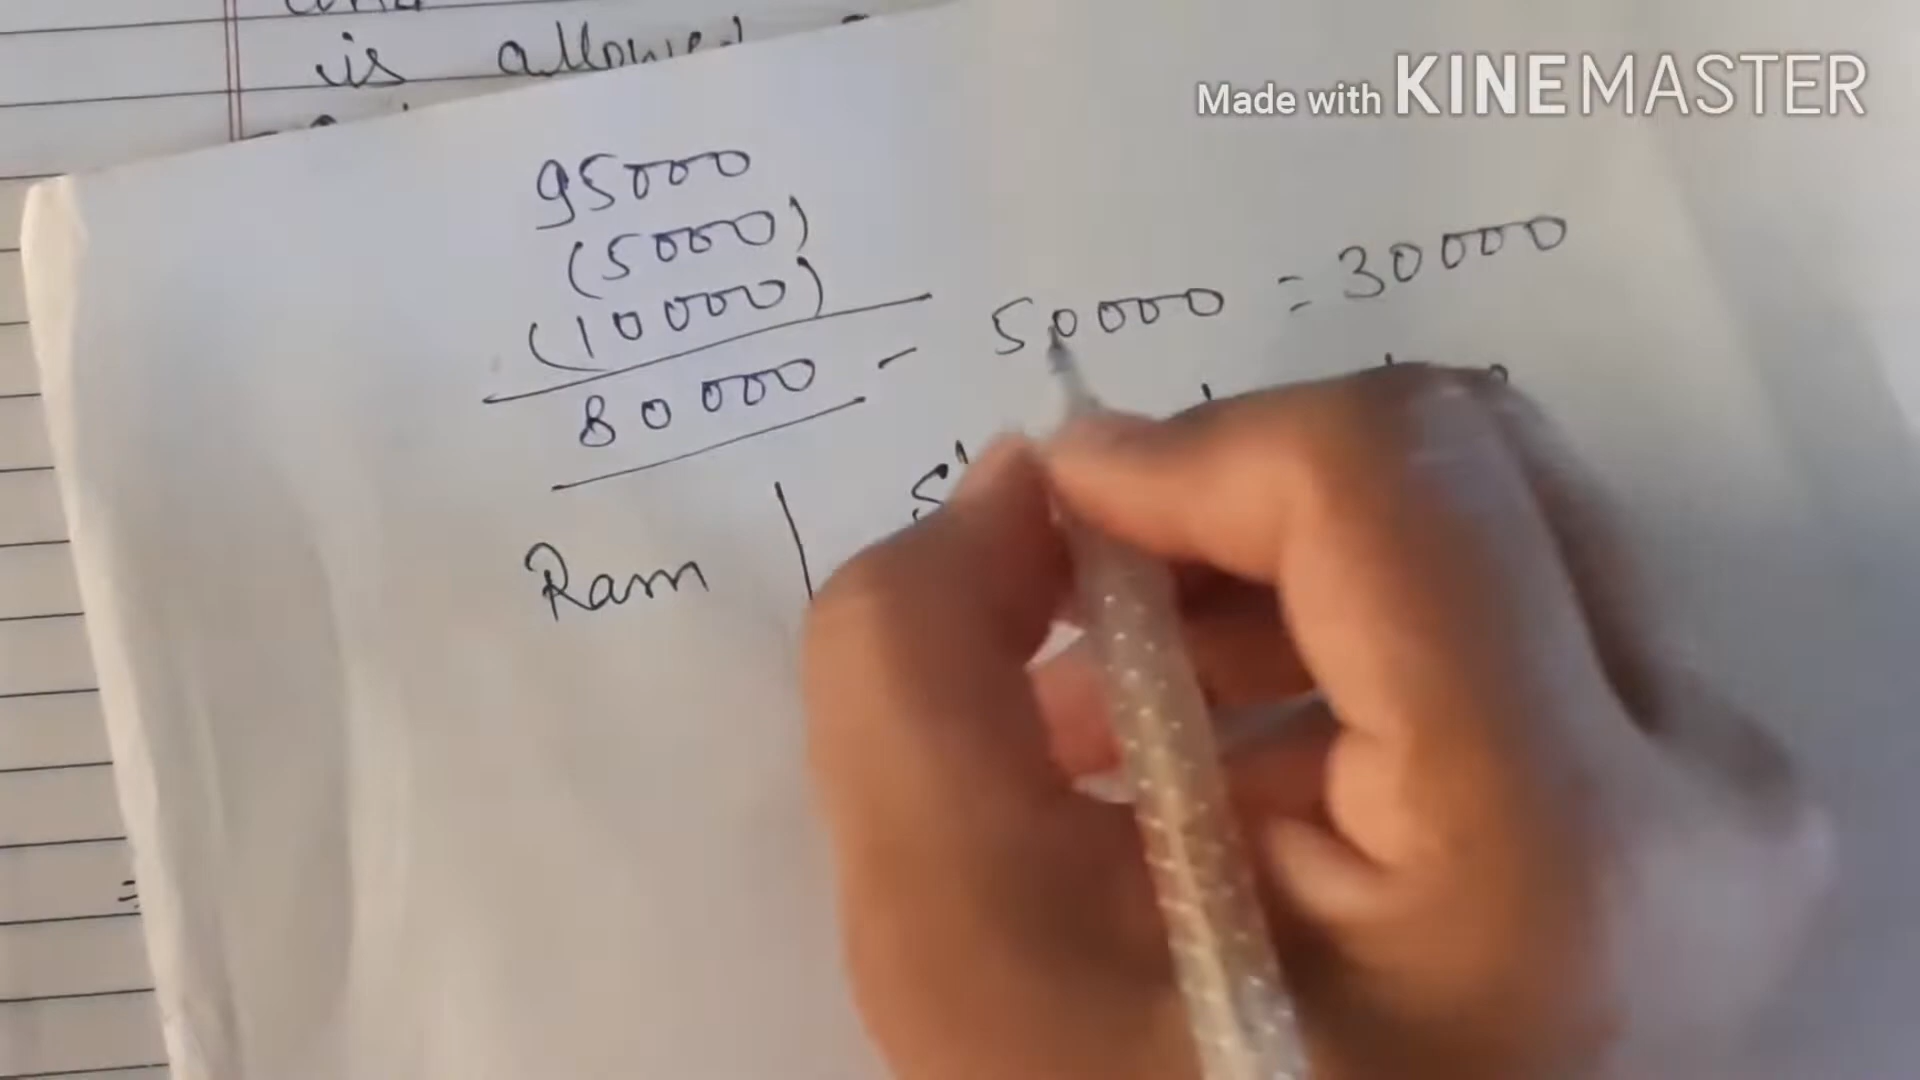 is allowed
Made with KINEMASTER
95000
(5000)
(10000)
80000 - 50000 = 30000
Ram |
=